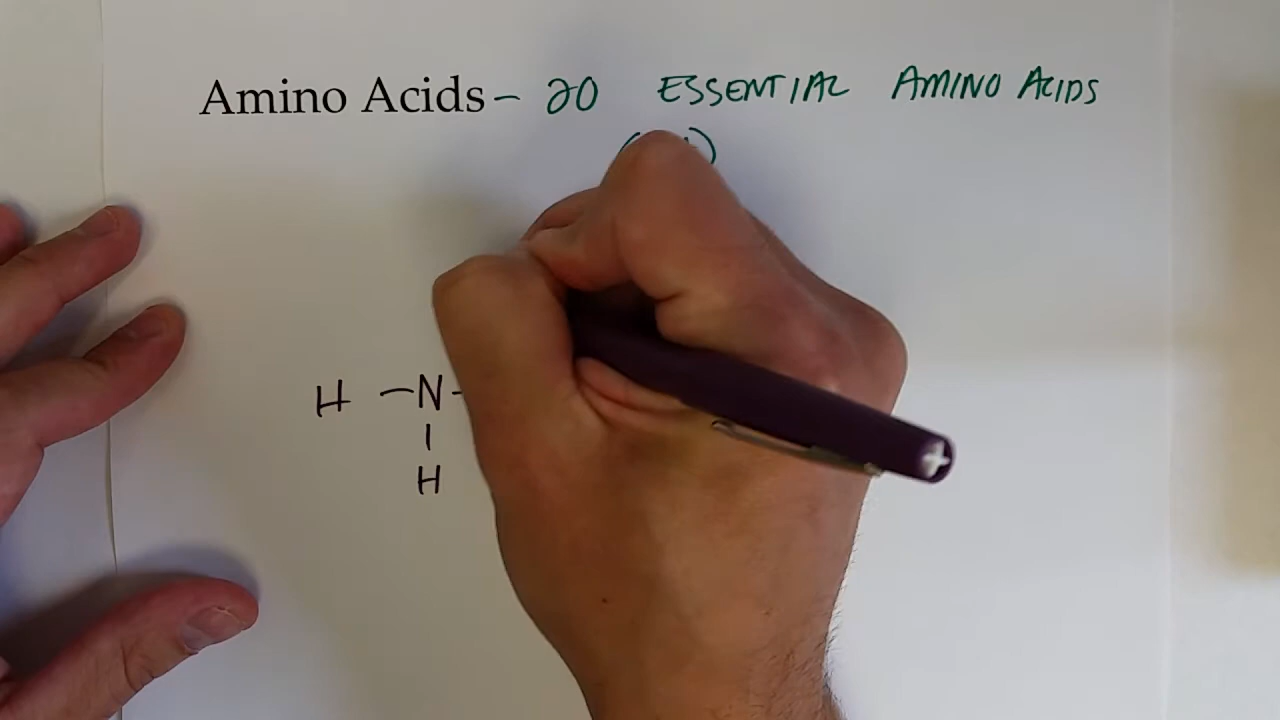 Amino Acids – 20 ESSENTIAL AMINO ACIDS
H – N -
|
H